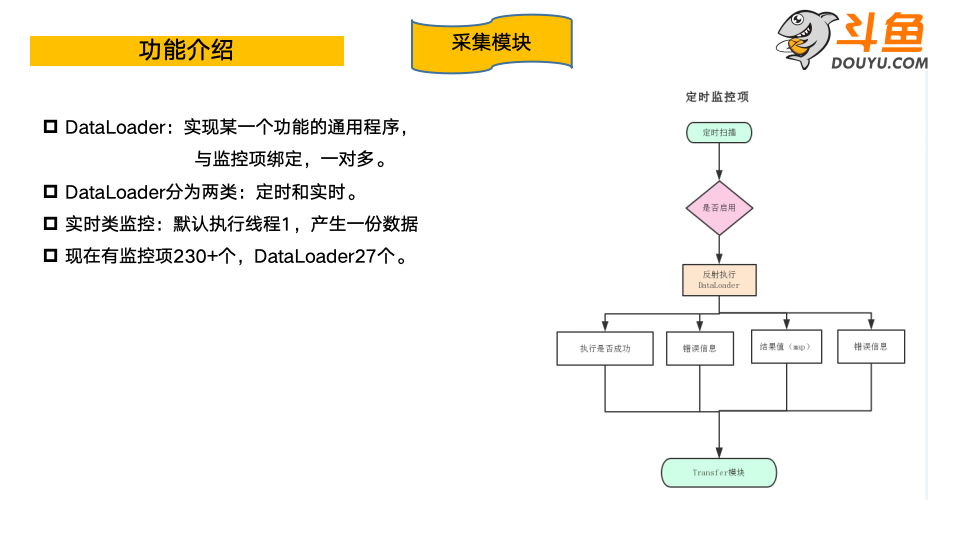 功能介绍
采集模块
斗鱼
DOUYU.COM
DataLoader：实现某一个功能的通用程序，
与监控项绑定，一对多。
DataLoader分为两类：定时和实时。
实时类监控：默认执行线程1，产生一份数据
现在有监控项230+个，DataLoader27个。
定时监控项
定时扫描
是否启用
反射执行
DataLoader
执行是否成功
错误信息
结果值（map）
错误信息
Transfer模块